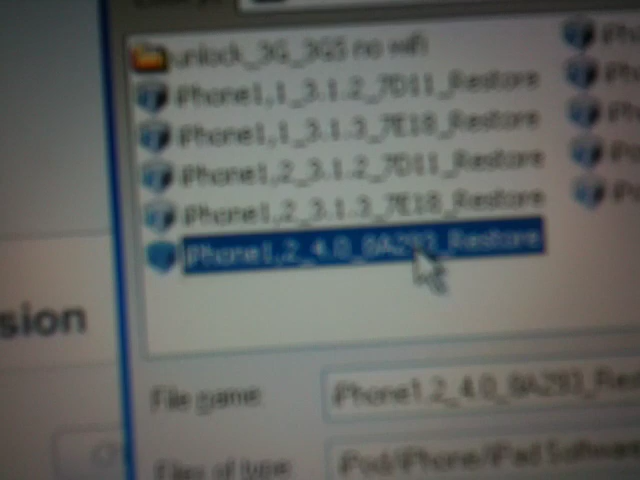 unlock_3G_3GS no wifi
iPhone1,1_3.1.2_7D11_Restore
iPhone1,1_3.1.3_7E18_Restore
iPhone1,2_3.1.2_7D11_Restore
iPhone1,2_3.1.3_7E18_Restore
iPhone1,2_4.0_8A293_Restore
sion
File name:
iPhone1,2_4.0_8A293_Res
Files of type:
iPod/iPhone/iPad Software